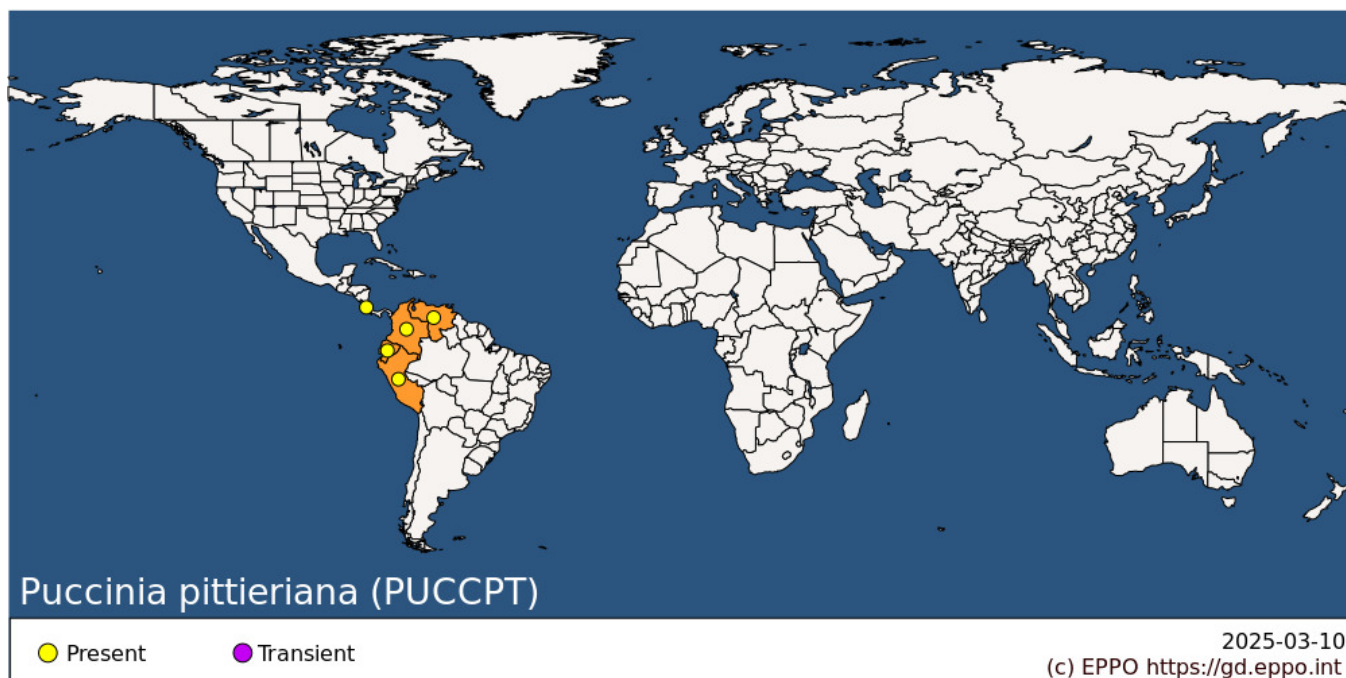 Puccinia pittieriana (PUCCPT)
Present
Transient
2025-03-10
(c) EPPO https://gd.eppo.int